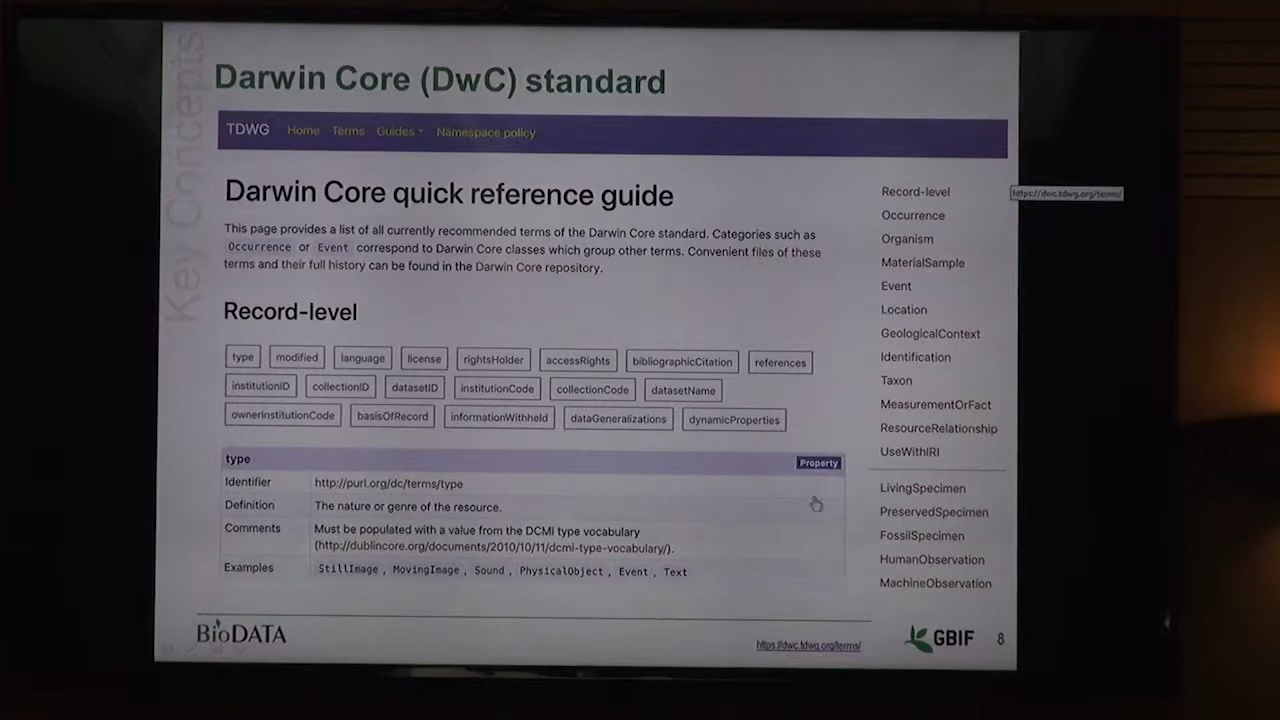 Key Concepts
Darwin Core (DwC) standard
TDWG Home Terms Guides Namespace policy
Darwin Core quick reference guide
This page provides a list of all currently recommended terms of the Darwin Core standard. Categories such as
Occurrence or Event correspond to Darwin Core classes which group other terms. Convenient files of these
terms and their full history can be found in the Darwin Core repository.
Record-level
type modified language license rightsHolder accessRights bibliographicCitation references
institutionID collectionID datasetID institutionCode collectionCode datasetName
ownerInstitutionCode basisOfRecord informationWithheld dataGeneralizations dynamicProperties
type Property
Identifier http://purl.org/dc/terms/type
Definition The nature or genre of the resource.
Comments Must be populated with a value from the DCMI type vocabulary
(http://dublincore.org/documents/2010/10/11/dcmi-type-vocabulary/).
Examples StillImage , MovingImage , Sound , PhysicalObject , Event , Text
Record-level
https://dwc.tdwg.org/terms/
Occurrence
Organism
MaterialSample
Event
Location
GeologicalContext
Identification
Taxon
MeasurementOrFact
ResourceRelationship
UseWithIRI
LivingSpecimen
PreservedSpecimen
FossilSpecimen
HumanObservation
MachineObservation
BioDATA
https://dwc.tdwg.org/terms/
GBIF
8